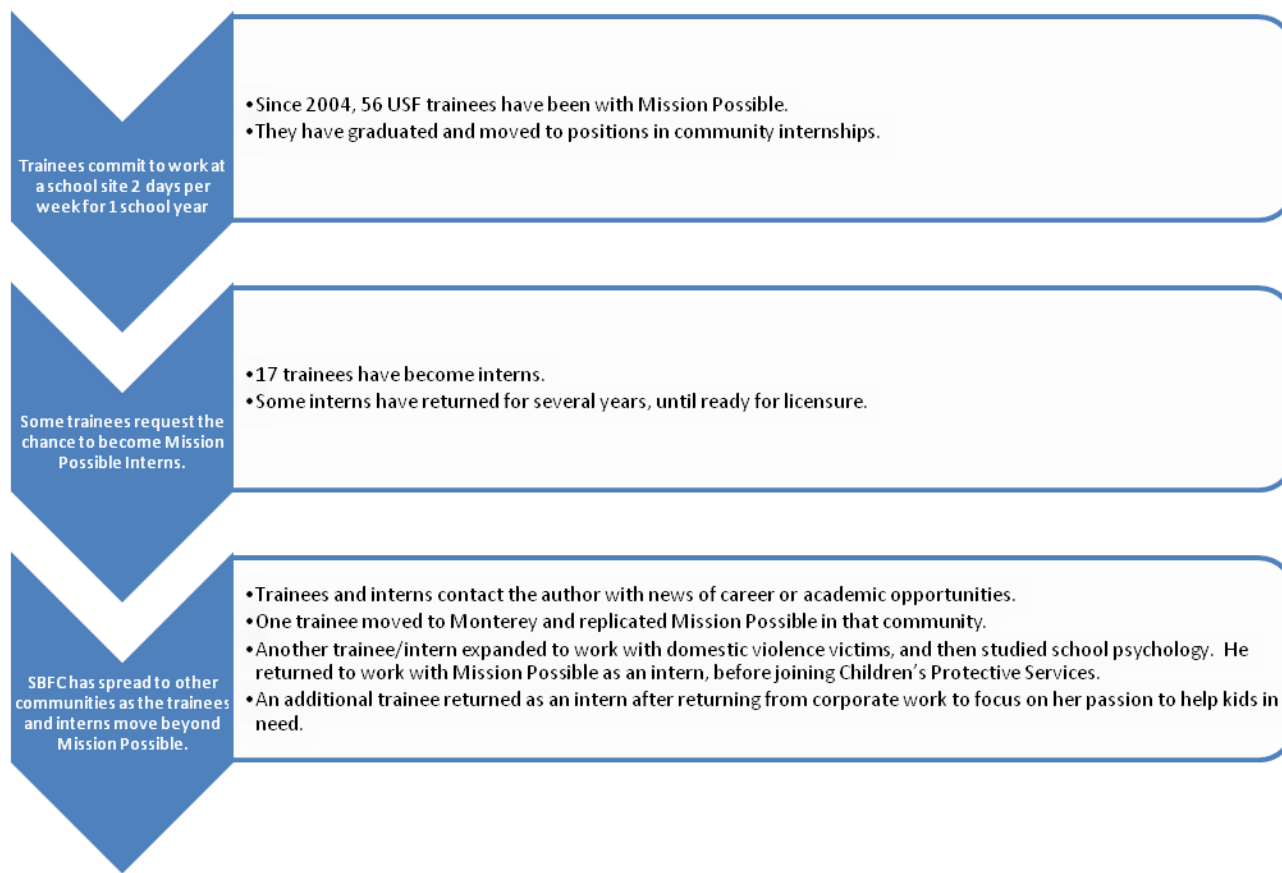 Trainees commit to work at
a school site 2 days per
week for 1 school year
•Since 2004, 56 USF trainees have been with Mission Possible.
•They have graduated and moved to positions in community internships.
Some trainees request the
chance to become Mission
Possible Interns.
•17 trainees have become interns.
•Some interns have returned for several years, until ready for licensure.
SBFC has spread to other
communities as the trainees
and interns move beyond
Mission Possible.
•Trainees and interns contact the author with news of career or academic opportunities.
•One trainee moved to Monterey and replicated Mission Possible in that community.
•Another trainee/intern expanded to work with domestic violence victims, and then studied school psychology.  He
returned to work with Mission Possible as an intern, before joining Children's Protective Services.
•An additional trainee returned as an intern after returning from corporate work to focus on her passion to help kids in
need.